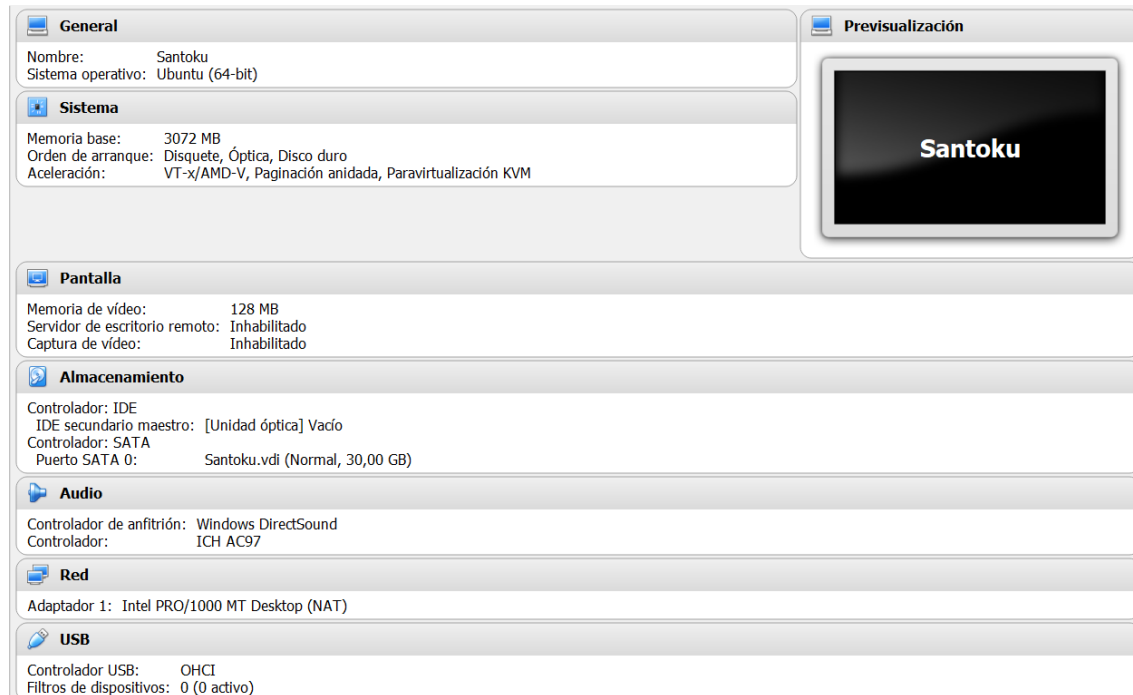 General
Nombre: Santoku
Sistema operativo: Ubuntu (64-bit)
Previsualización
Santoku
Sistema
Memoria base: 3072 MB
Orden de arranque: Disquete, Óptica, Disco duro
Aceleración: VT-x/AMD-V, Paginación anidada, Paravirtualización KVM
Pantalla
Memoria de vídeo: 128 MB
Servidor de escritorio remoto: Inhabilitado
Captura de vídeo: Inhabilitado
Almacenamiento
Controlador: IDE
IDE secundario maestro: [Unidad óptica] Vacío
Controlador: SATA
Puerto SATA 0: Santoku.vdi (Normal, 30,00 GB)
Audio
Controlador de anfitrión: Windows DirectSound
Controlador: ICH AC97
Red
Adaptador 1: Intel PRO/1000 MT Desktop (NAT)
USB
Controlador USB: OHCI
Filtros de dispositivos: 0 (0 activo)